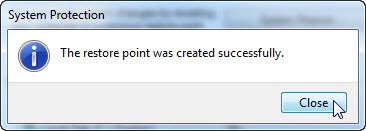 System Protection
The restore point was created successfully.
Close